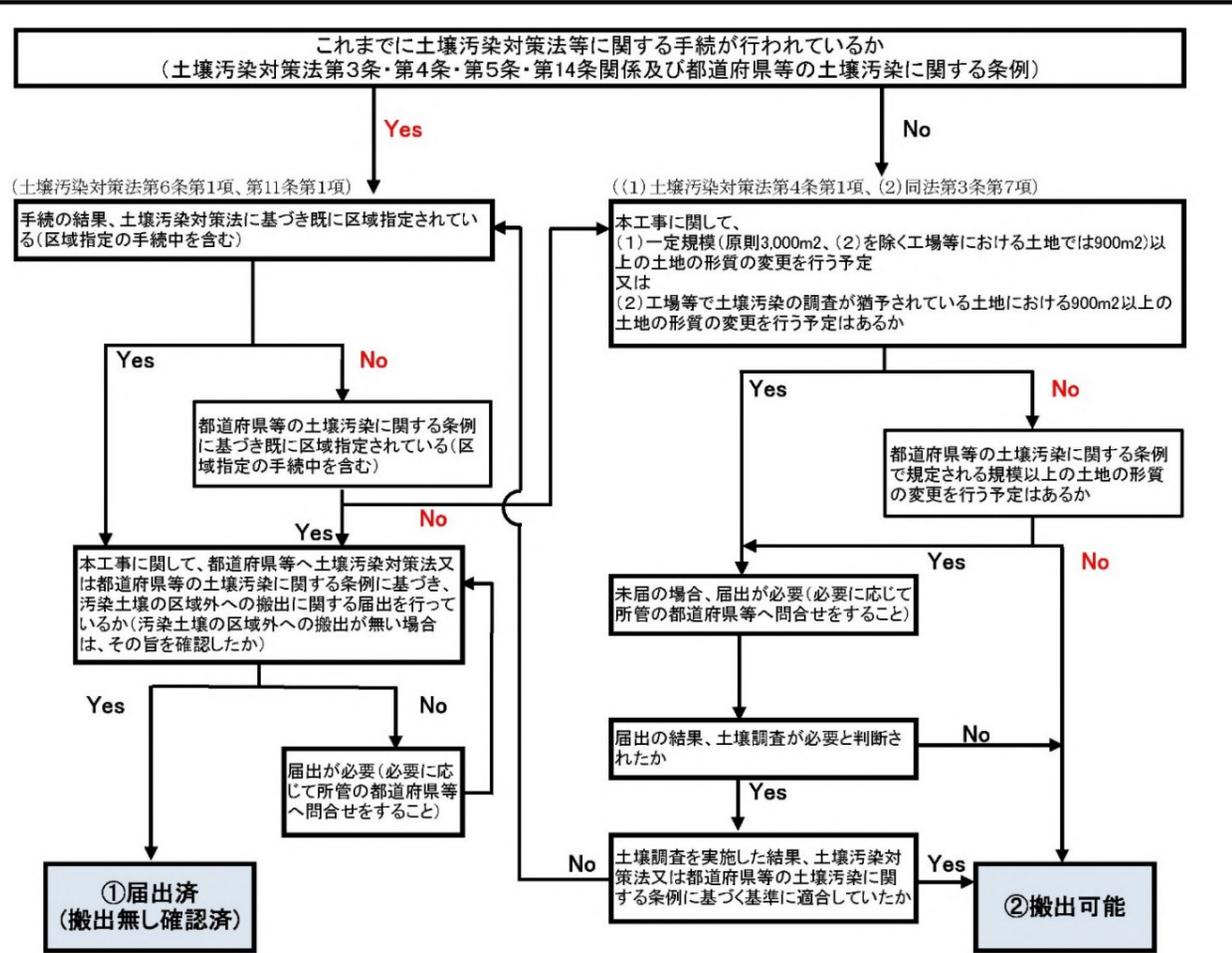 これまでに土壌汚染対策法等に関する手続が行われているか
(土壌汚染対策法第3条・第4条・第5条・第14条関係及び都道府県等の土壌汚染に関する条例)
Yes
No
(土壌汚染対策法第6条第1項、第11条第1項)
手続の結果、土壌汚染対策法に基づき既に区域指定されてい
る(区域指定の手続中を含む)
((1)土壌汚染対策法第4条第1項、(2)同法第3条第7項)
本工事に関して、
(1)一定規模(原則3,000m2、(2)を除く工場等における土地では900m2)以
上の土地の形質の変更を行う予定
又は
(2)工場等で土壌汚染の調査が猶予されている土地における900m2以上の
土地の形質の変更を行う予定はあるか
Yes
No
都道府県等の土壌汚染に関する条例
に基づき既に区域指定されている(区
域指定の手続中を含む)
Yes
No
Yes
No
都道府県等の土壌汚染に関する条例
で規定される規模以上の土地の形質
の変更を行う予定はあるか
Yes
No
本工事に関して、都道府県等へ土壌汚染対策法又
は都道府県等の土壌汚染に関する条例に基づき、
汚染土壌の区域外への搬出に関する届出を行って
いるか(汚染土壌の区域外への搬出が無い場合
は、その旨を確認したか)
Yes
No
届出が必要(必要に応
じて所管の都道府県等
へ問合せをすること)
①届出済
(搬出無し確認済)
未届の場合、届出が必要(必要に応じて
所管の都道府県等へ問合せをすること)
届出の結果、土壌調査が必要と判断さ
れたか
No
Yes
土壌調査を実施した結果、土壌汚染対
策法又は都道府県等の土壌汚染に関
する条例に基づく基準に適合していたか
No
Yes
②搬出可能